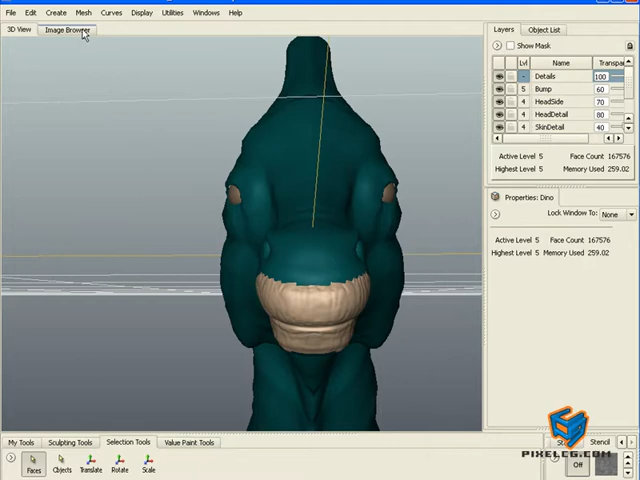 File Edit Create Mesh Curves Display Utilities Windows Help
3D View Image Browser
Layers Object List
Show Mask
Lvl Name Transpa
- Details 100
5 Bump 60
4 HeadSide 70
4 HeadDetail 80
4 SkinDetail 40
Active Level 5 Face Count 167576
Highest Level 5 Memory Used 259.02
Properties: Dino
Lock Window To: None
Active Level 5 Face Count 167576
Highest Level 5 Memory Used 259.02
My Tools Sculpting Tools Selection Tools Value Paint Tools
Stencil
Faces Objects Translate Rotate Scale
Off
PIXELCG.COM